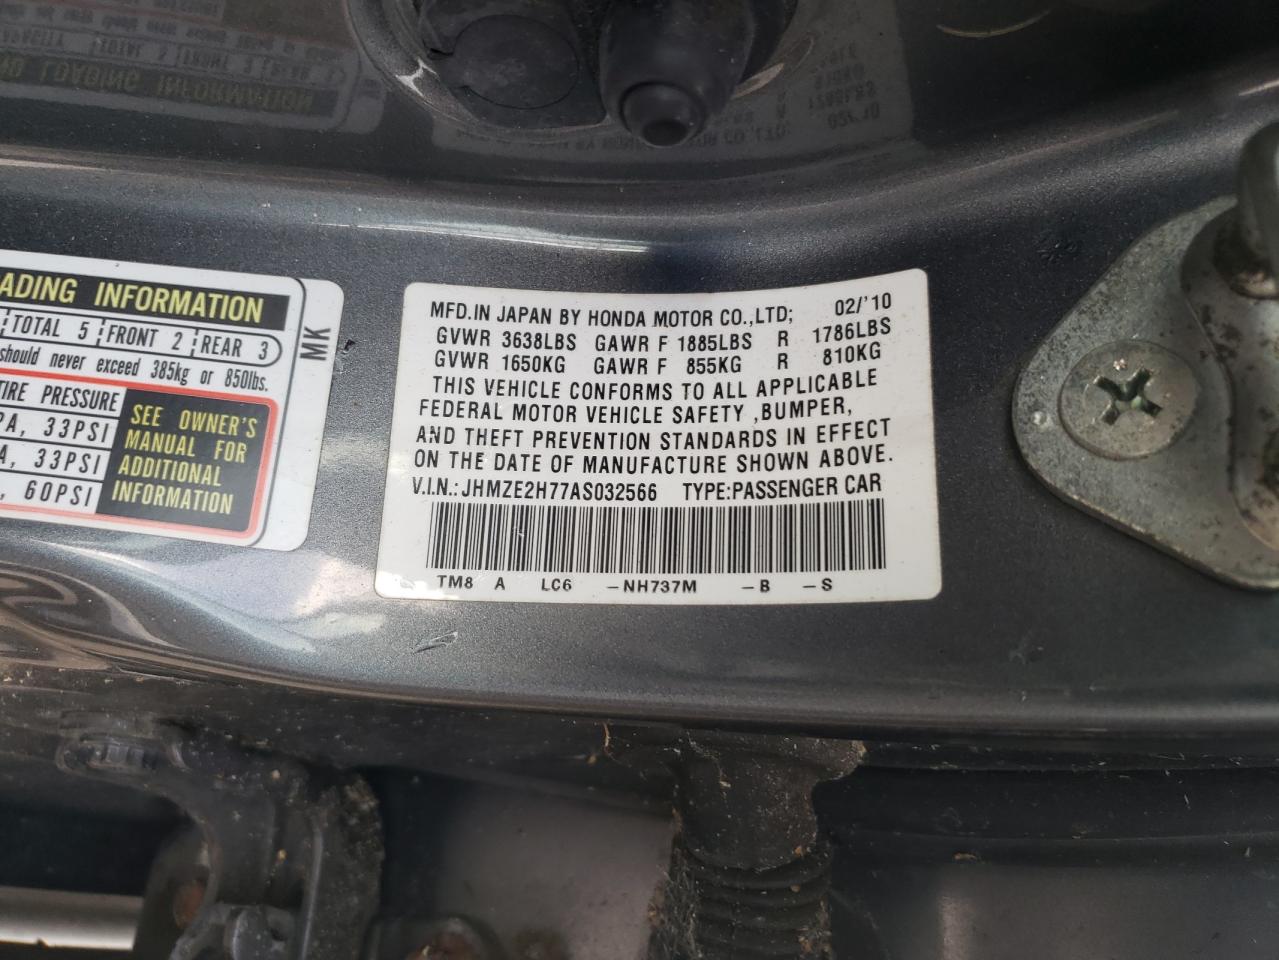 ADING INFORMATION
TOTAL 5 FRONT 2 REAR 3
should never exceed 385kg or 850lbs.
IRE PRESSURE
PA, 33PSI
A, 33PSI
, 60PSI
SEE OWNER'S
MANUAL FOR
ADDITIONAL
INFORMATION
MK
MFD.IN JAPAN BY HONDA MOTOR CO.,LTD; 02/'10
GVWR 3638LBS GAWR F 1885LBS R 1786LBS
GVWR 1650KG GAWR F 855KG R 810KG
THIS VEHICLE CONFORMS TO ALL APPLICABLE
FEDERAL MOTOR VEHICLE SAFETY ,BUMPER,
AND THEFT PREVENTION STANDARDS IN EFFECT
ON THE DATE OF MANUFACTURE SHOWN ABOVE.
V.I.N.: JHMZE2H77AS032566 TYPE:PASSENGER CAR
TM8 A LC6 -NH737M -B -S